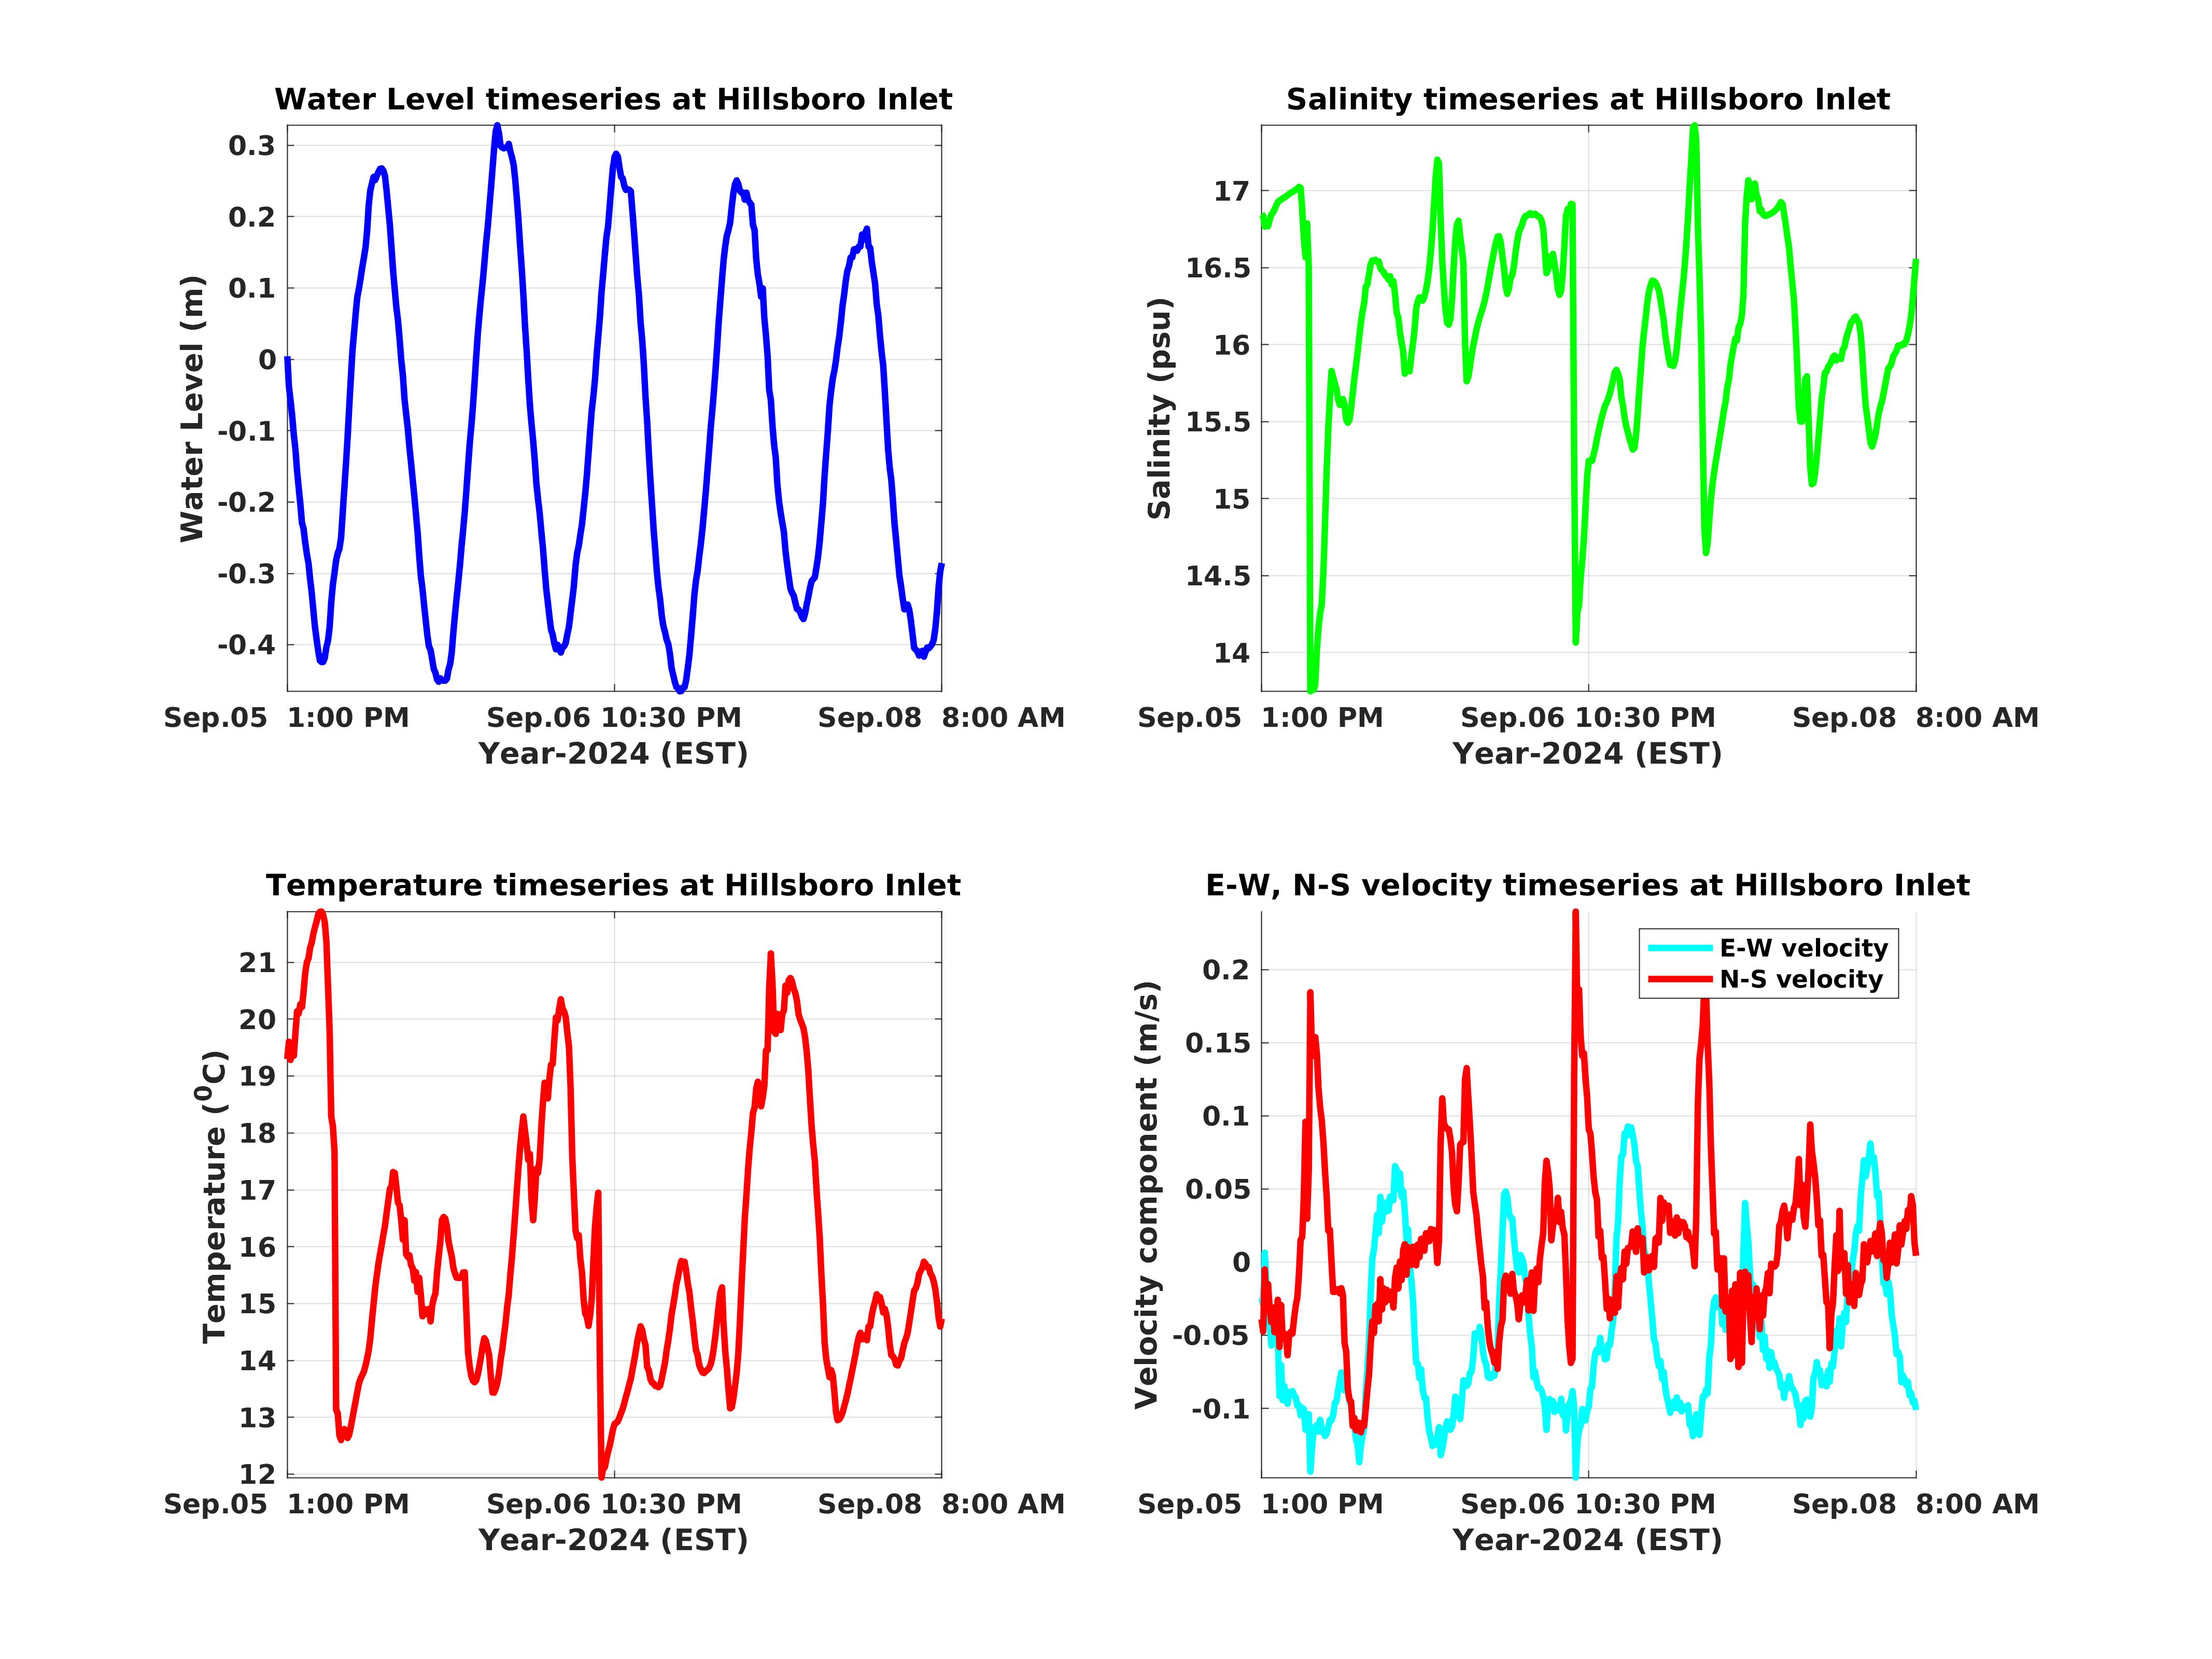 Water Level timeseries at Hillsboro Inlet
0.3
0.2
0.1
0
-0.1
-0.2
-0.3
-0.4
Water Level (m)
Sep.05 1:00 PM Sep.06 10:30 PM Sep.08 8:00 AM
Year-2024 (EST)
Salinity timeseries at Hillsboro Inlet
17
16.5
16
15.5
15
14.5
14
Salinity (psu)
Sep.05 1:00 PM Sep.06 10:30 PM Sep.08 8:00 AM
Year-2024 (EST)
Temperature timeseries at Hillsboro Inlet
21
20
19
18
17
16
15
14
13
12
Temperature (⁰C)
Sep.05 1:00 PM Sep.06 10:30 PM Sep.08 8:00 AM
Year-2024 (EST)
E-W, N-S velocity timeseries at Hillsboro Inlet
E-W velocity
N-S velocity
0.2
0.15
0.1
0.05
0
-0.05
-0.1
Velocity component (m/s)
Sep.05 1:00 PM Sep.06 10:30 PM Sep.08 8:00 AM
Year-2024 (EST)